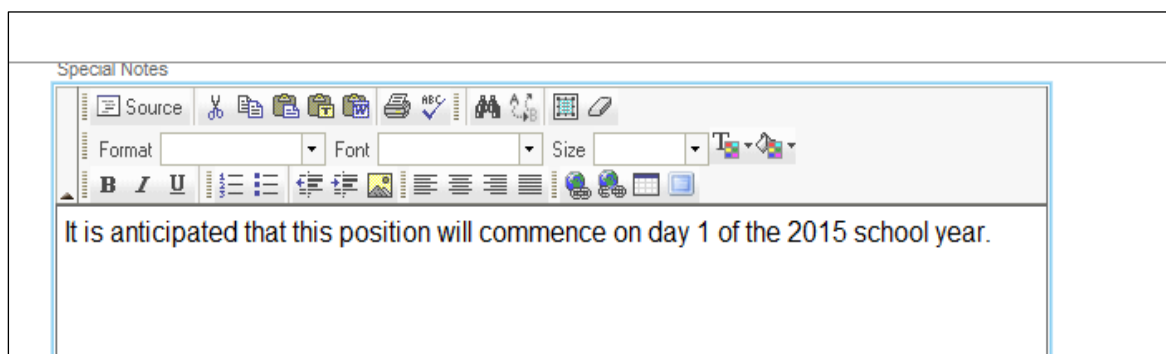 Special Notes
Source ABC
Format Font Size
B I U
It is anticipated that this position will commence on day 1 of the 2015 school year.